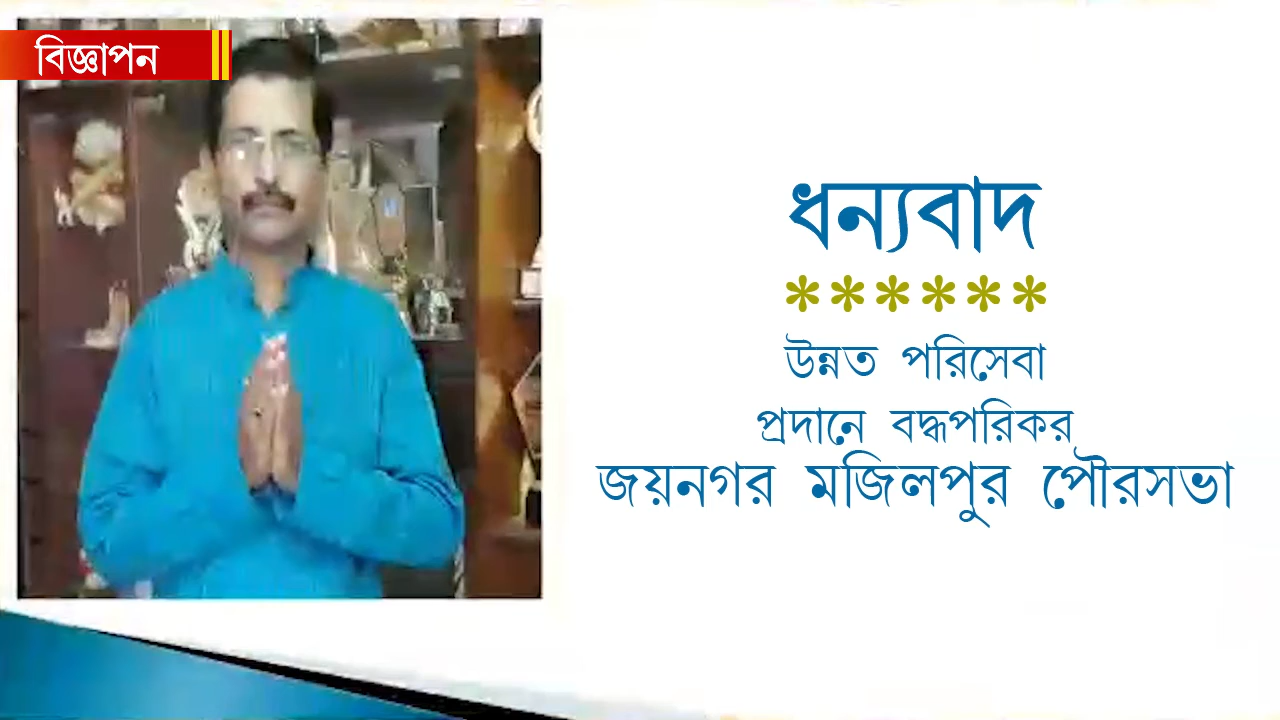 বিজ্ঞাপন
ধন্যবাদ
******
উন্নত পরিসেবা
প্রদানে বদ্ধপরিকর
জয়নগর মজিলপুর পৌরসভা